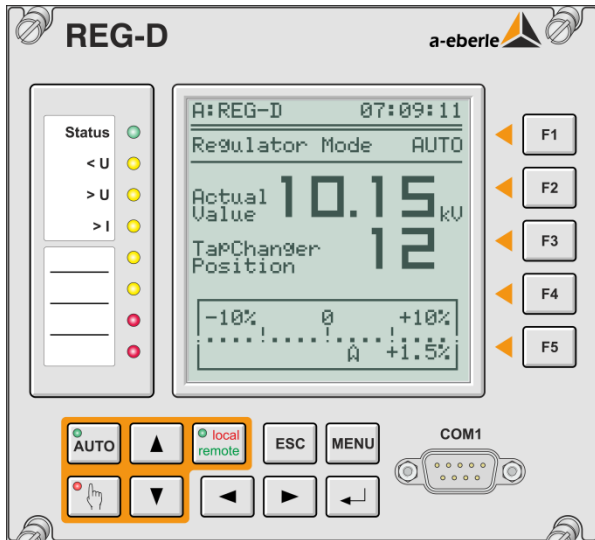 REG-D
a-eberle
Status
< U
> U
> I
A:REG-D 07:09:11
Regulator Mode AUTO
Actual Value 10.15 kV
TapChanger Position 12
-10% 0 +10%
+1.5%
F1
F2
F3
F4
F5
AUTO
local
remote
ESC
MENU
COM1